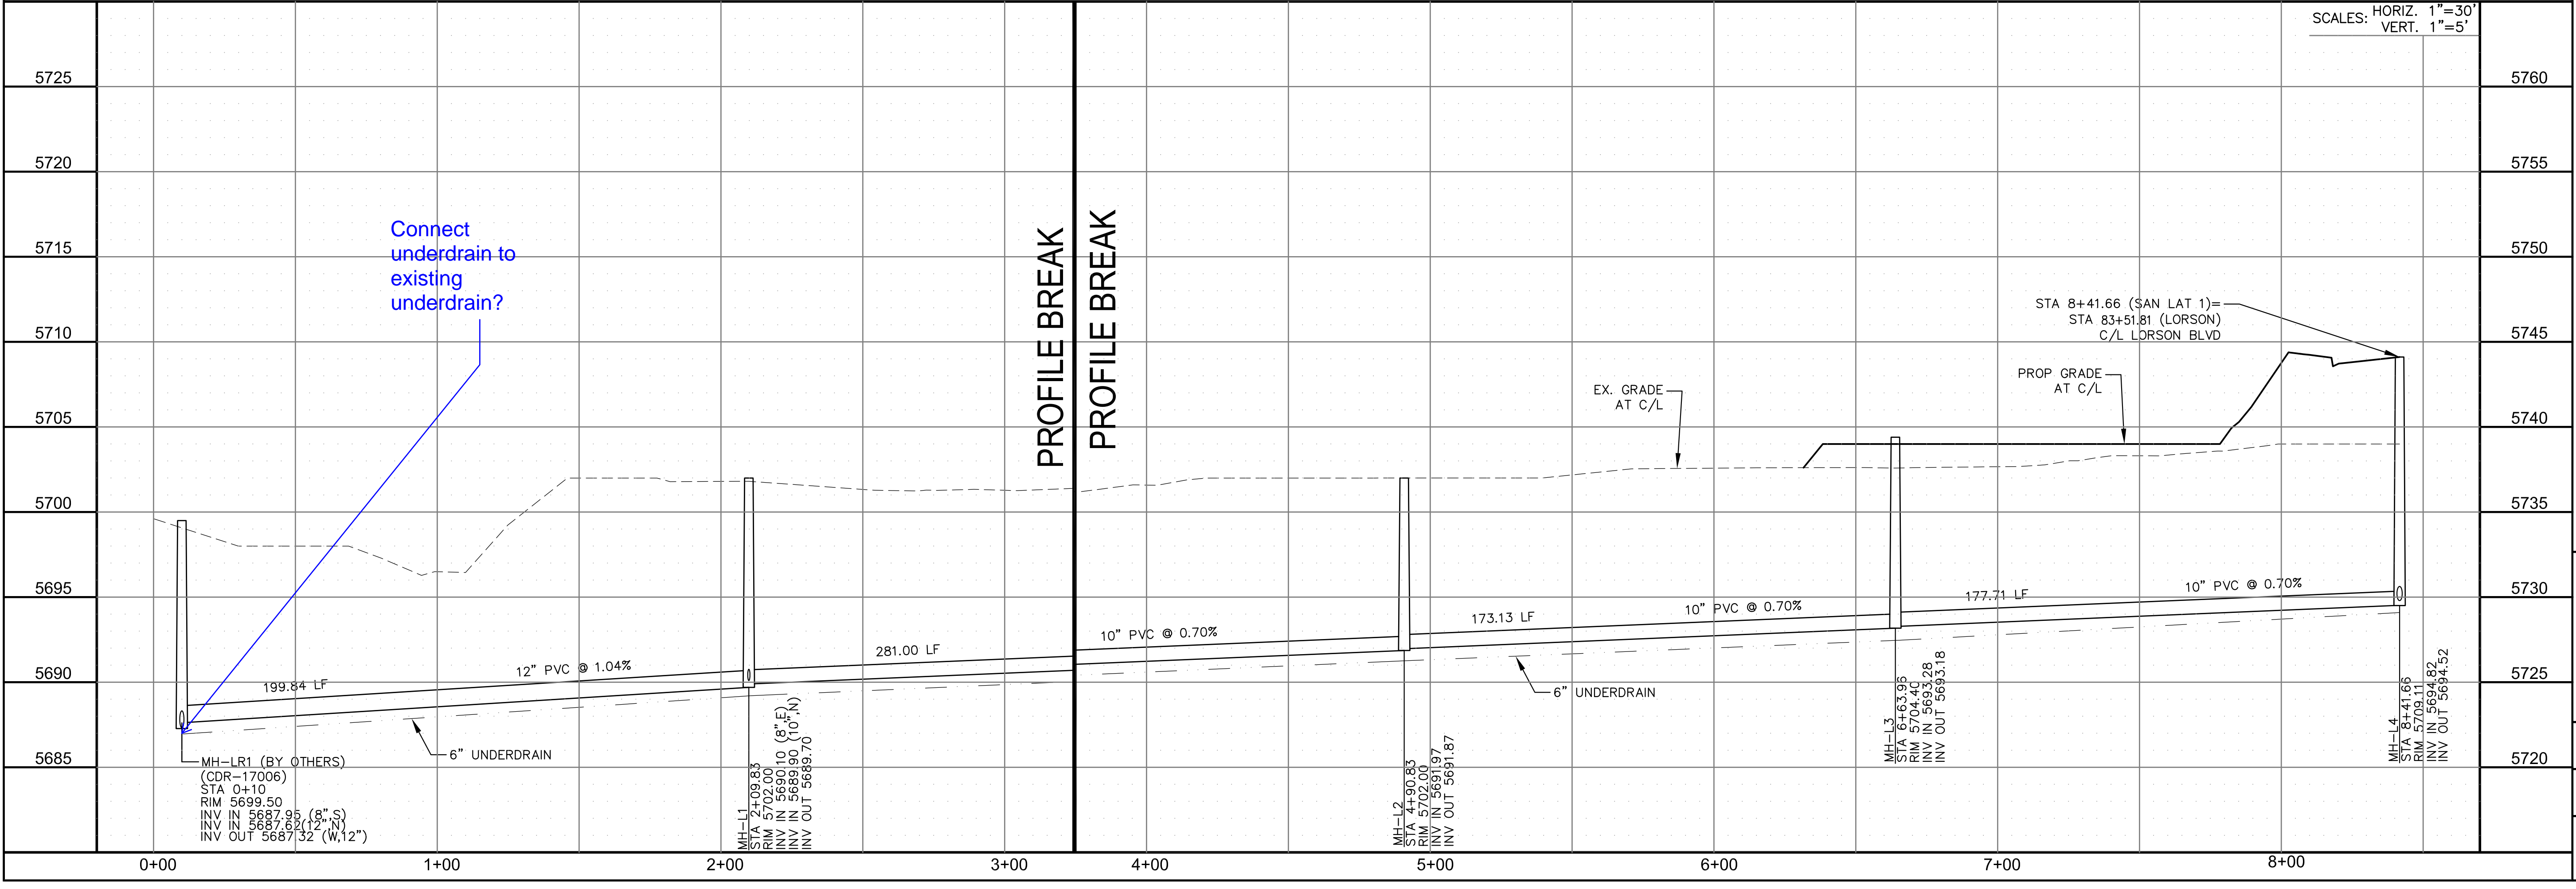 SCALES: HORIZ. 1"=30'
VERT. 1"=5'
5725
5720
5715
5710
5705
5700
5695
5690
5685
5760
5755
5750
5745
5740
5735
5730
5725
5720
Connect
underdrain to
existing
underdrain?
PROFILE BREAK
PROFILE BREAK
STA 8+41.66 (SAN LAT 1)=
STA 83+51.81 (LORSON)
C/L LORSON BLVD
PROP GRADE
AT C/L
EX. GRADE
AT C/L
199.84 LF
12" PVC @ 1.04%
281.00 LF
10" PVC @ 0.70%
173.13 LF
10" PVC @ 0.70%
177.71 LF
10" PVC @ 0.70%
6" UNDERDRAIN
6" UNDERDRAIN
MH-LR1 (BY OTHERS)
(CDR-17006)
STA 0+10
RIM 5699.50
INV IN 5687.95 (8",S)
INV IN 5687.62(12",N)
INV OUT 5687.32 (W,12")
MH-L1
STA 2+09.83
RIM 5702.00
INV IN 5690.10 (8",E)
INV IN 5689.90 (10",N)
INV OUT 5689.70
MH-L2
STA 4+90.83
RIM 5702.00
INV IN 5691.97
INV OUT 5691.87
MH-L3
STA 6+63.96
RIM 5704.40
INV IN 5693.28
INV OUT 5693.18
MH-L4
STA 8+41.66
RIM 5709.11
INV IN 5694.82
INV OUT 5694.52
0+00
1+00
2+00
3+00
4+00
5+00
6+00
7+00
8+00